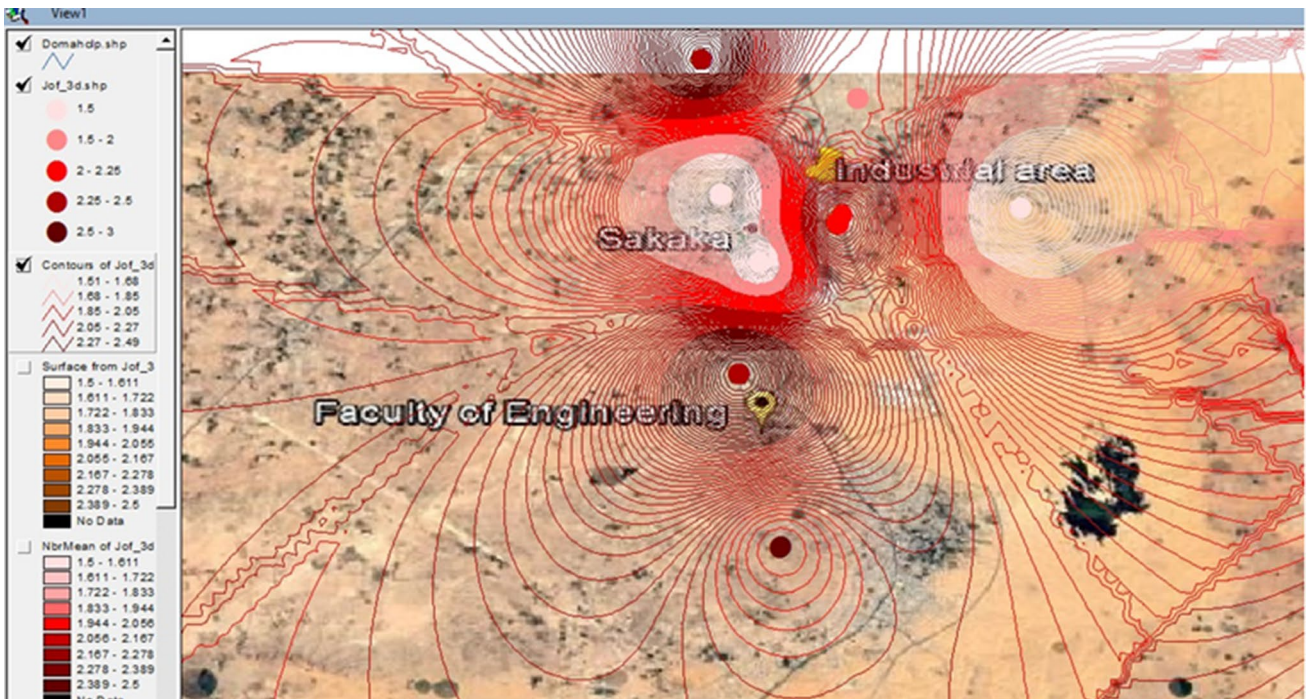 View1
Domahclp.shp
Jof_3d.shp
1.5
1.5 - 2
2 - 2.25
2.25 - 2.5
2.5 - 3
Contours of Jof_3d
1.51 - 1.68
1.68 - 1.85
1.85 - 2.05
2.05 - 2.27
2.27 - 2.49
Surface from Jof_3
1.5 - 1.611
1.611 - 1.722
1.722 - 1.833
1.833 - 1.944
1.944 - 2.055
2.055 - 2.167
2.167 - 2.278
2.278 - 2.389
2.389 - 2.5
No Data
NbrMean of Jof_3d
1.5 - 1.611
1.611 - 1.722
1.722 - 1.833
1.833 - 1.944
1.944 - 2.056
2.056 - 2.167
2.167 - 2.278
2.278 - 2.389
2.389 - 2.5
No Data
Industrial area
Sakaka
Faculty of Engineering